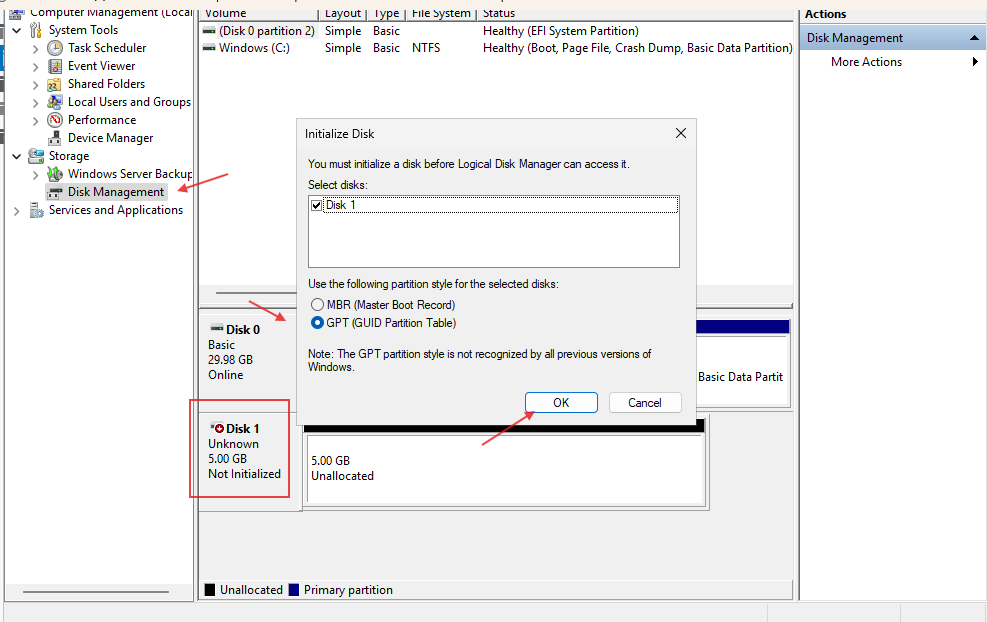 Computer Management (Local
System Tools
Task Scheduler
Event Viewer
Shared Folders
Local Users and Groups
Performance
Device Manager
Storage
Windows Server Backup
Disk Management
Services and Applications
Volume Layout Type File System Status
(Disk 0 partition 2) Simple Basic Healthy (EFI System Partition)
Windows (C:) Simple Basic NTFS Healthy (Boot, Page File, Crash Dump, Basic Data Partition)
Initialize Disk
You must initialize a disk before Logical Disk Manager can access it.
Select disks:
Disk 1
Use the following partition style for the selected disks:
MBR (Master Boot Record)
GPT (GUID Partition Table)
Note: The GPT partition style is not recognized by all previous versions of
Windows.
OK Cancel
Disk 0
Basic
29.98 GB
Online
Basic Data Partit
Disk 1
Unknown
5.00 GB
Not Initialized
5.00 GB
Unallocated
Unallocated Primary partition
Actions
Disk Management
More Actions